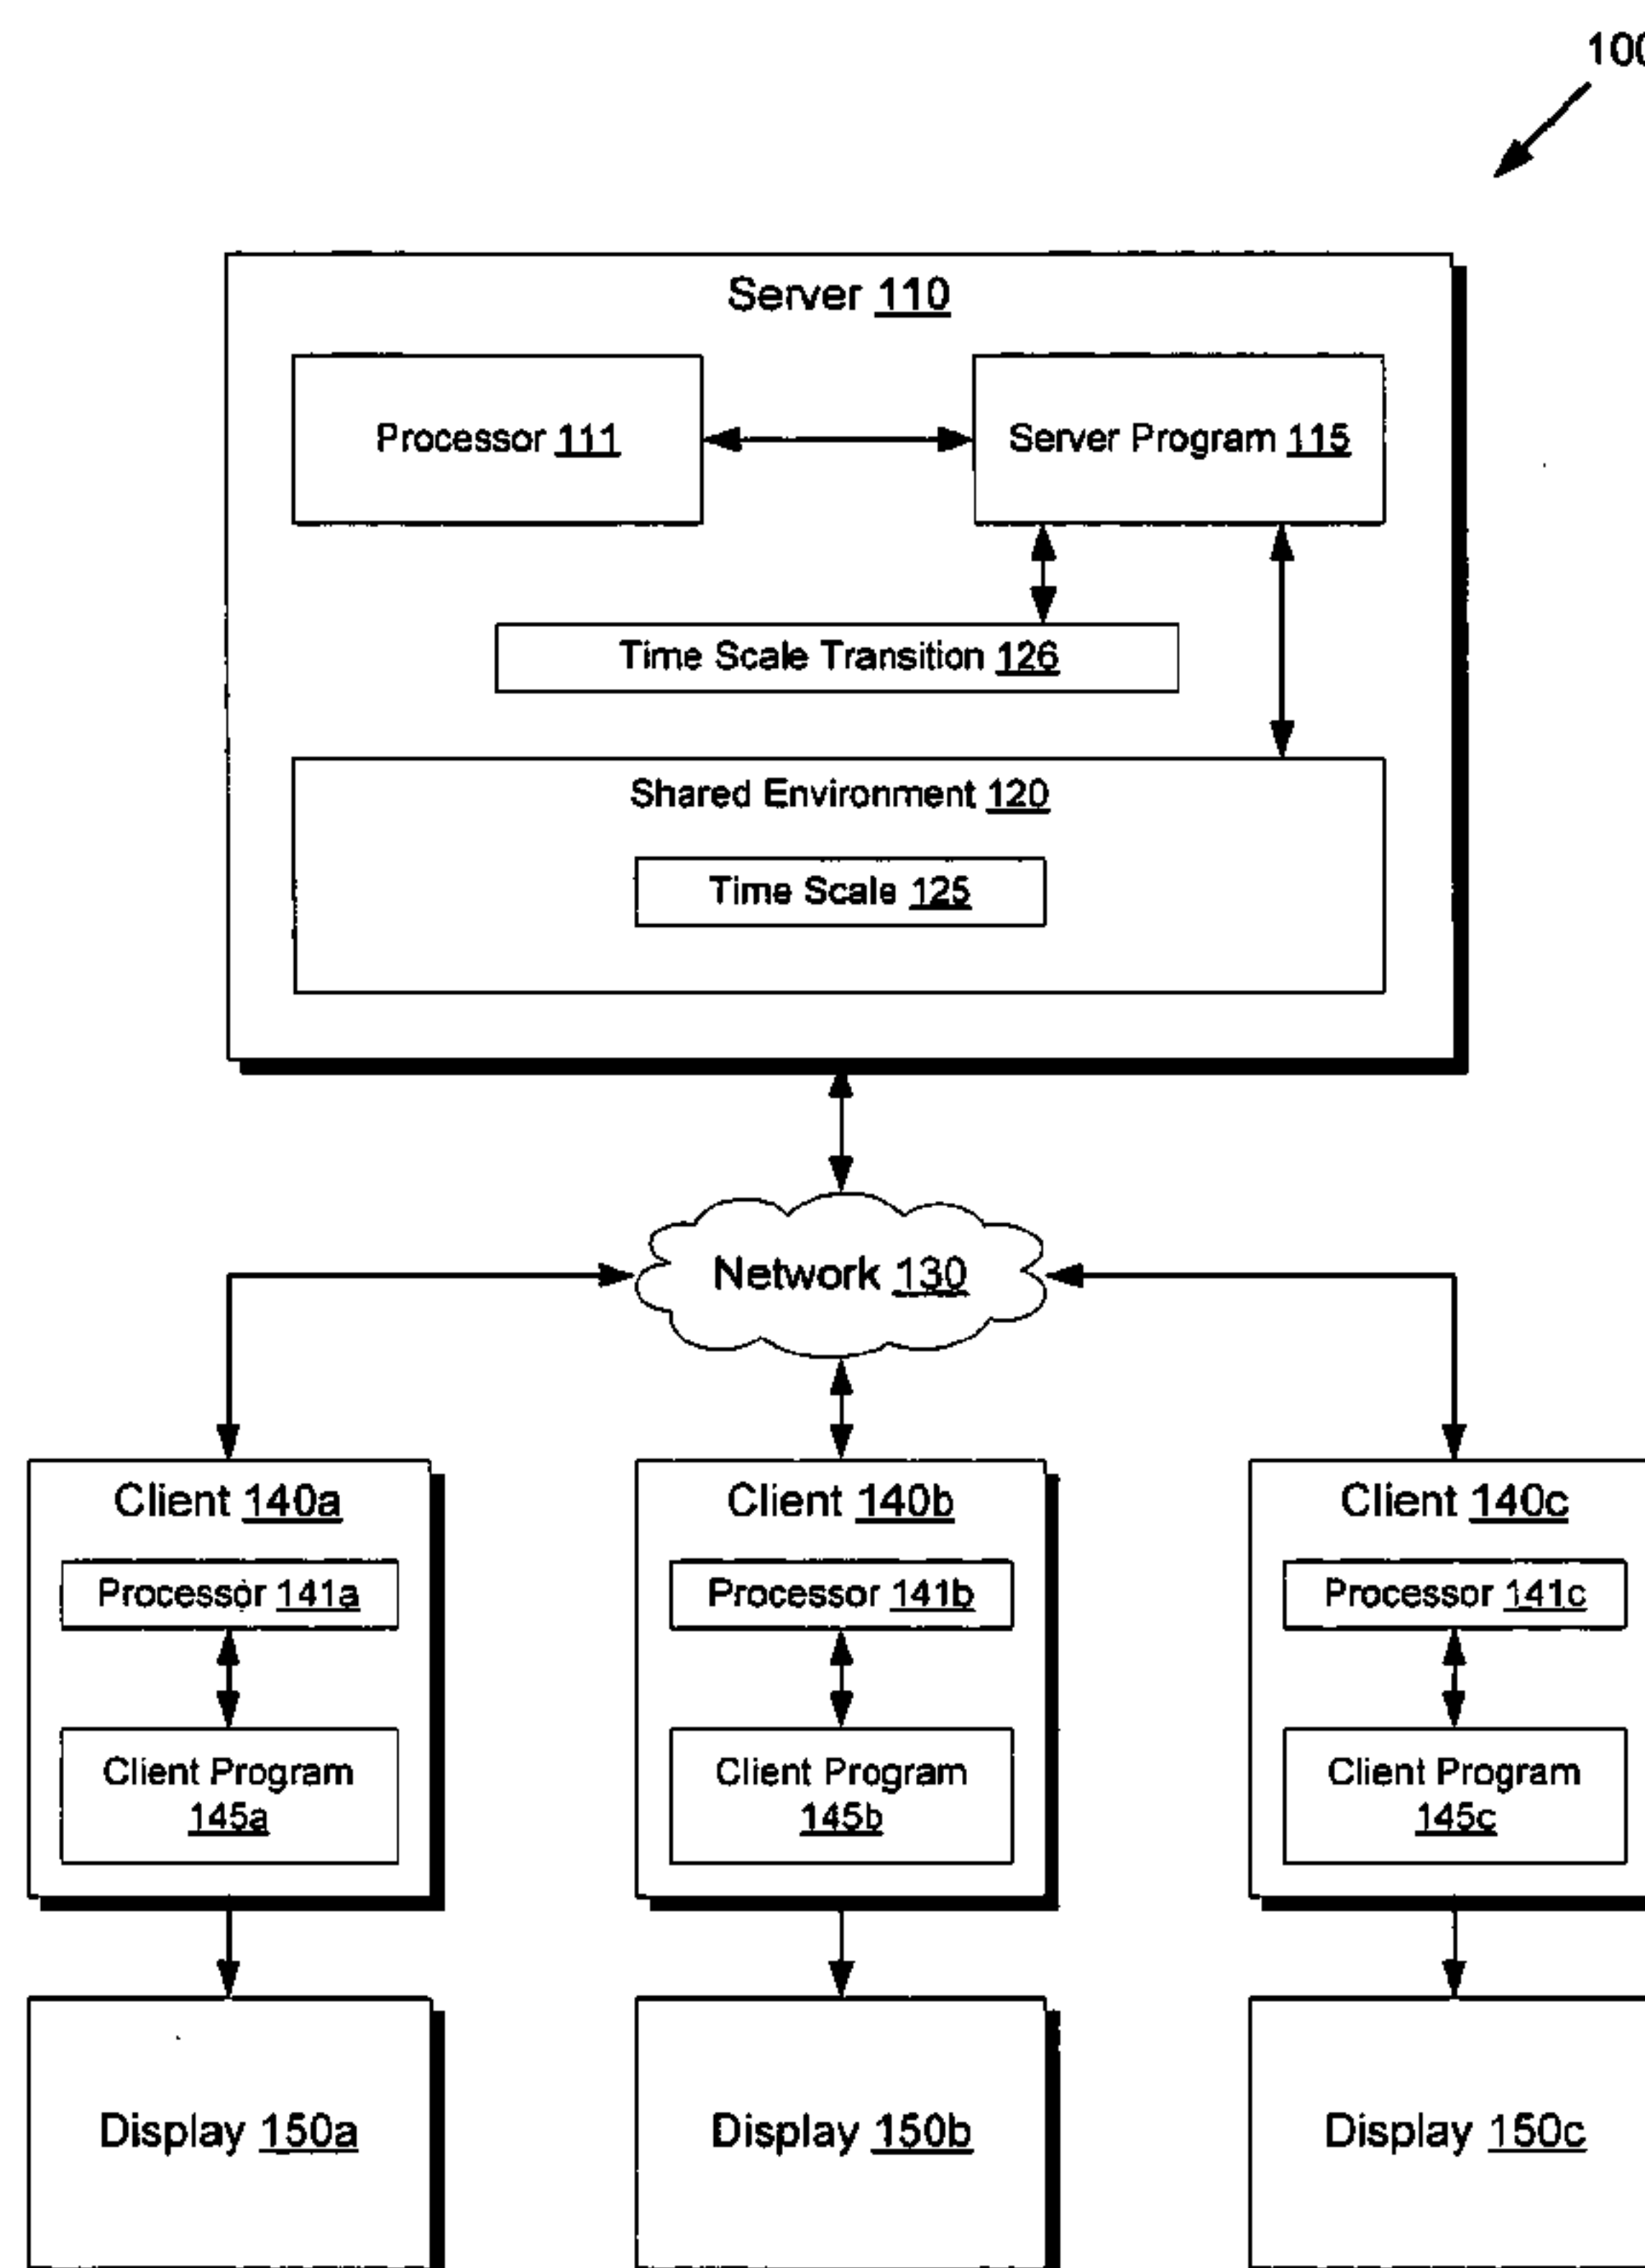 100
Server 110
Processor 111
Server Program 115
Time Scale Transition 126
Shared Environment 120
Time Scale 125
Network 130
Client 140a
Client 140b
Client 140c
Processor 141a
Processor 141b
Processor 141c
Client Program
145a
Client Program
145b
Client Program
145c
Display 150a
Display 150b
Display 150c